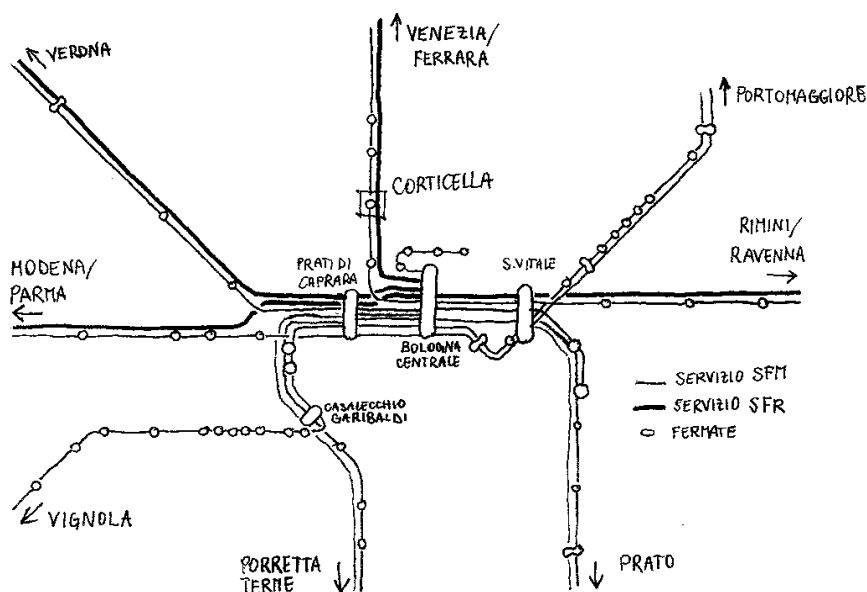 VERONA
VENEZIA/
FERRARA
PORTOMAGGIORE
CORTICELLA
RIMINI/
RAVENNA
S.VITALE
PRATI DI
CAPRARA
MODENA/
PARMA
BOLOGNA
CENTRALE
SERVIZIO SFM
SERVIZIO SFR
FERMATE
CASALECCHIO
GARIBALDI
VIGNOLA
PORRETTA
TERME
PRATO